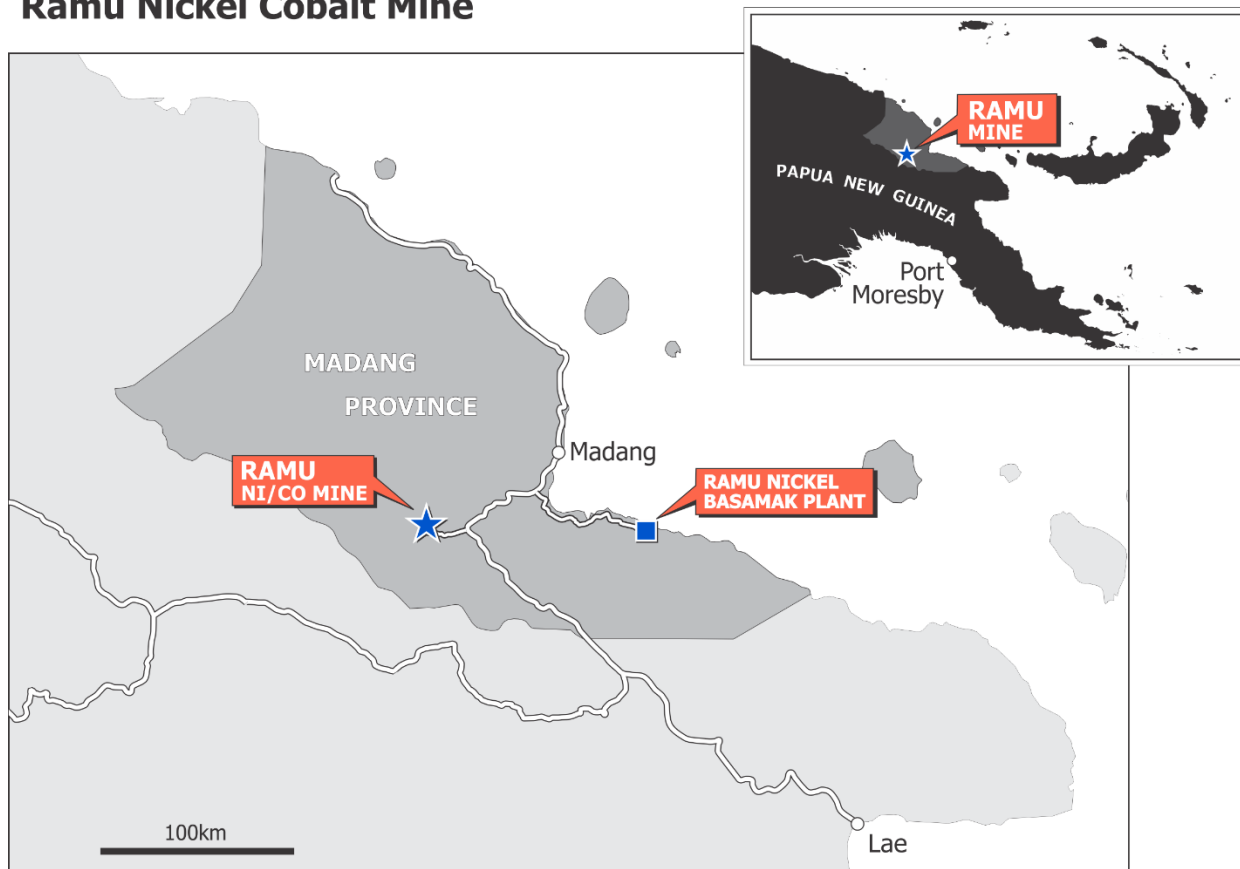 Ramu Nickel Cobalt Mine
RAMU
MINE
PAPUA NEW GUINEA
Port
Moresby
MADANG
PROVINCE
Madang
RAMU
NI/CO MINE
RAMU NICKEL
BASAMAK PLANT
100km
Lae